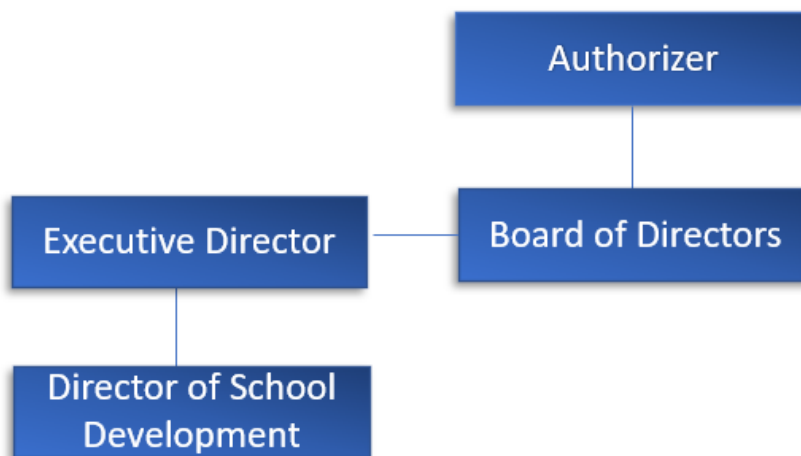 Authorizer
Executive Director
Board of Directors
Director of School
Development